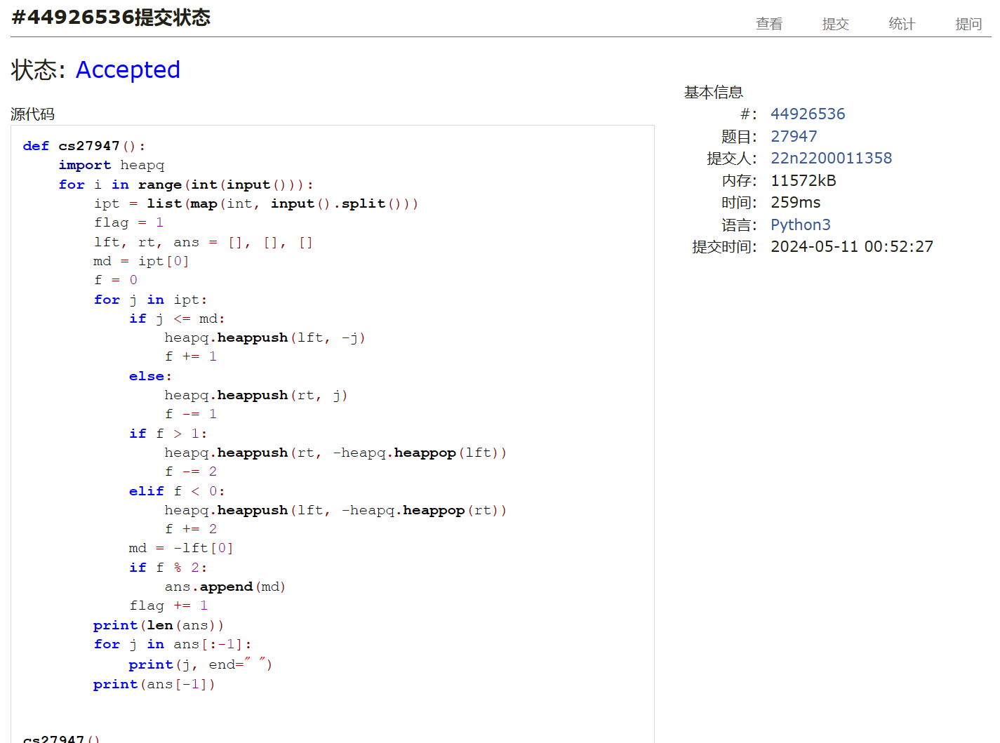 #44926536提交状态
查看 提交 统计 提问
状态: Accepted
源代码
def cs27947():
    import heapq
    for i in range(int(input())):
        ipt = list(map(int, input().split()))
        flag = 1
        lft, rt, ans = [], [], []
        md = ipt[0]
        f = 0
        for j in ipt:
            if j <= md:
                heapq.heappush(lft, -j)
                f += 1
            else:
                heapq.heappush(rt, j)
                f -= 1
            if f > 1:
                heapq.heappush(rt, -heapq.heappop(lft))
                f -= 2
            elif f < 0:
                heapq.heappush(lft, -heapq.heappop(rt))
                f += 2
            md = -lft[0]
            if f % 2:
                ans.append(md)
            flag += 1
        print(len(ans))
        for j in ans[:-1]:
            print(j, end=" ")
        print(ans[-1])
cs27947()
基本信息
#: 44926536
题目: 27947
提交人: 22n2200011358
内存: 11572kB
时间: 259ms
语言: Python3
提交时间: 2024-05-11 00:52:27